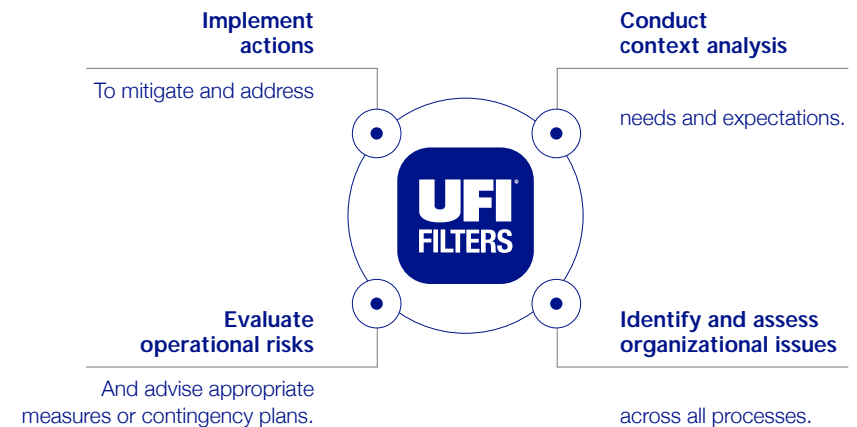 Implement
actions
To mitigate and address
Conduct
context analysis
needs and expectations.
UFI
FILTERS
Evaluate
operational risks
And advise appropriate
measures or contingency plans.
Identify and assess
organizational issues
across all processes.